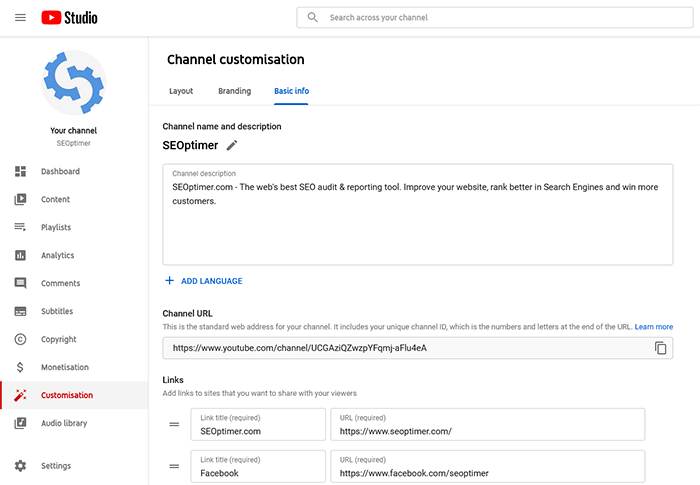 Studio
Search across your channel
Channel customisation
Layout Branding Basic info
Your channel
SEOptimer
Dashboard
Content
Playlists
Analytics
Comments
Subtitles
Copyright
Monetisation
Customisation
Audio library
Settings
Channel name and description
SEOptimer
Channel description
SEOptimer.com - The web's best SEO audit & reporting tool. Improve your website, rank better in Search Engines and win more
customers.
+ ADD LANGUAGE
Channel URL
This is the standard web address for your channel. It includes your unique channel ID, which is the numbers and letters at the end of the URL. Learn more
https://www.youtube.com/channel/UCGAziQZwzpYFqmj-aFlu4eA
Links
Add links to sites that you want to share with your viewers
Link title (required) URL (required)
SEOptimer.com https://www.seoptimer.com/
Link title (required) URL (required)
Facebook https://www.facebook.com/seoptimer